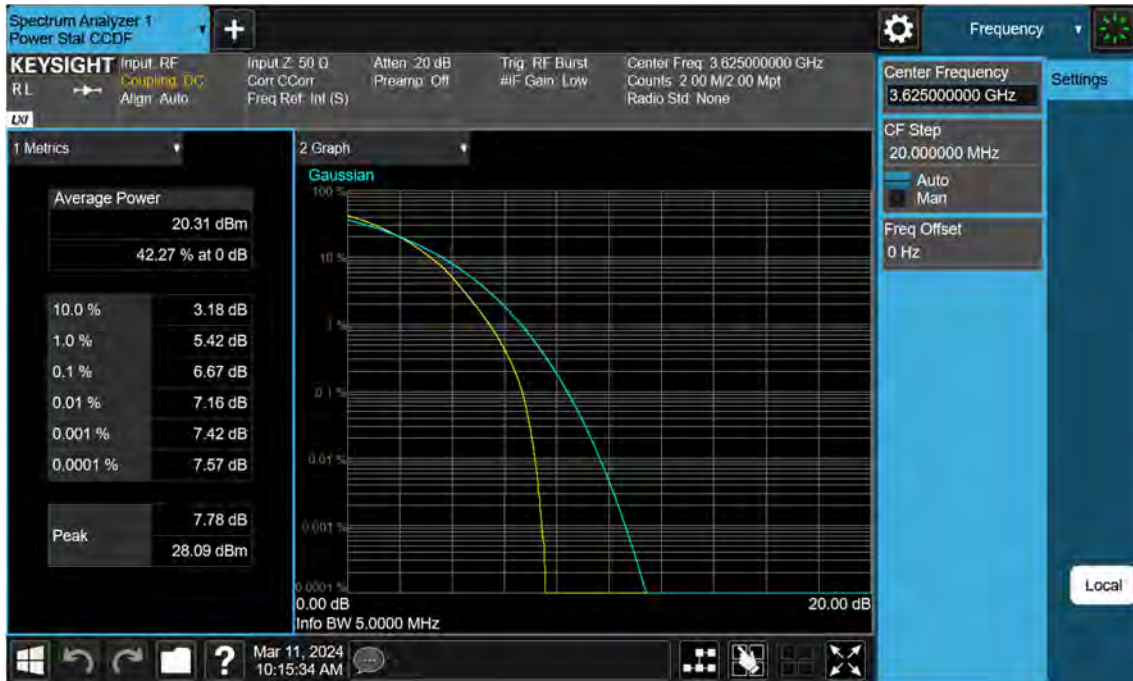 Spectrum Analyzer 1
Power Stat CCDF
Frequency
KEYSIGHT
RL
LXI
Input: RF
Coupling: DC
Align: Auto
Input Z: 50 Ω
Corr CCorr
Freq Ref: Int (S)
Atten: 20 dB
Preamp: Off
Trig: RF Burst
#IF Gain: Low
Center Freq: 3.625000000 GHz
Counts: 2.00 M/2.00 Mpt
Radio Std: None
Center Frequency
3.625000000 GHz
Settings
CF Step
20.000000 MHz
Auto
Man
Freq Offset
0 Hz
Local
1 Metrics
Average Power
20.31 dBm
42.27 % at 0 dB
10.0 % 3.18 dB
1.0 % 5.42 dB
0.1 % 6.67 dB
0.01 % 7.16 dB
0.001 % 7.42 dB
0.0001 % 7.57 dB
Peak
7.78 dB
28.09 dBm
2 Graph
Gaussian
100 %
10 %
1 %
0.1 %
0.01 %
0.001 %
0.0001 %
0.00 dB 20.00 dB
Info BW 5.0000 MHz
?
Mar 11, 2024
10:15:34 AM